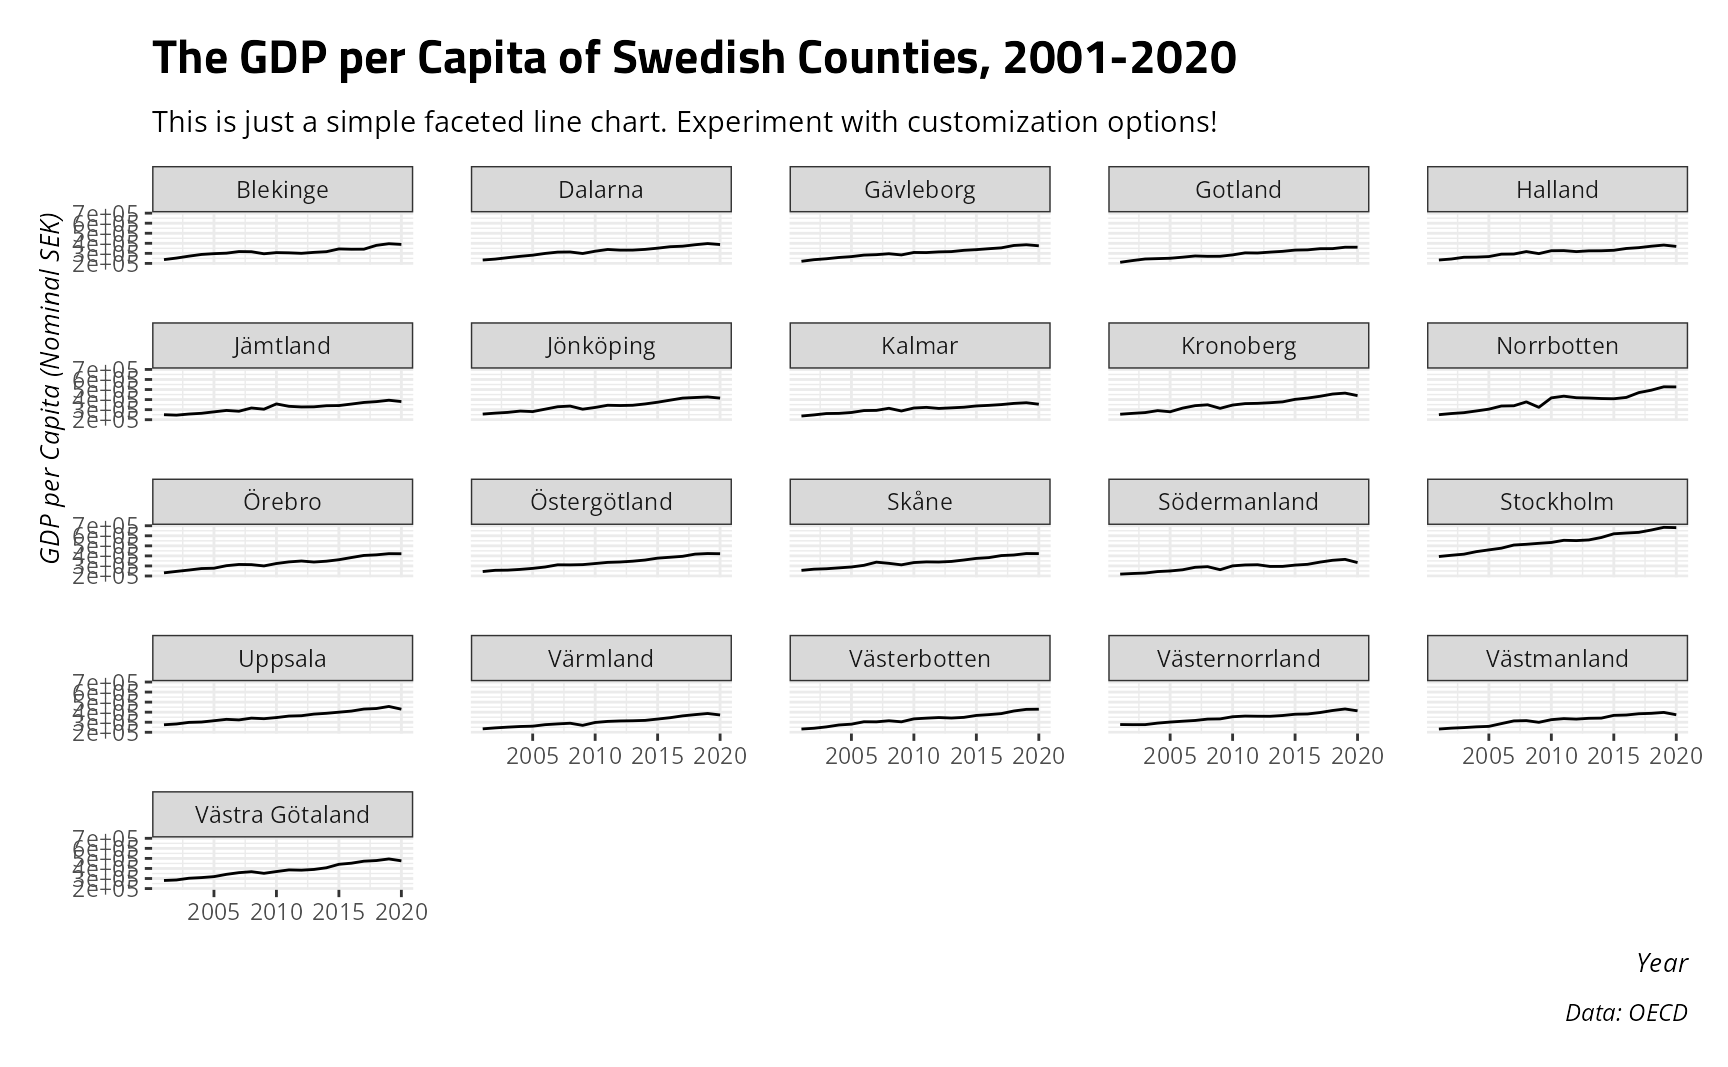 The GDP per Capita of Swedish Counties, 2001-2020
This is just a simple faceted line chart. Experiment with customization options!
GDP per Capita (Nominal SEK)
Blekinge Dalarna Gävleborg Gotland Halland
7e+05
6e+05
5e+05
4e+05
3e+05
2e+05
Jämtland Jönköping Kalmar Kronoberg Norrbotten
7e+05
6e+05
5e+05
4e+05
3e+05
2e+05
Örebro Östergötland Skåne Södermanland Stockholm
7e+05
6e+05
5e+05
4e+05
3e+05
2e+05
Uppsala Värmland Västerbotten Västernorrland Västmanland
7e+05
6e+05
5e+05
4e+05
3e+05
2e+05
2005 2010 2015 2020 2005 2010 2015 2020 2005 2010 2015 2020 2005 2010 2015 2020
Västra Götaland
7e+05
6e+05
5e+05
4e+05
3e+05
2e+05
2005 2010 2015 2020
Year
Data: OECD